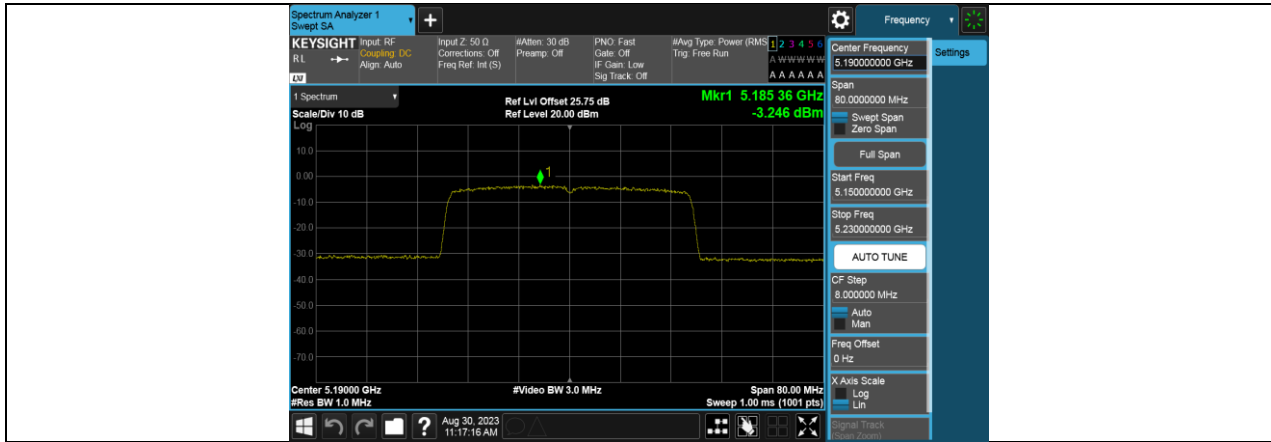 Spectrum Analyzer 1
Swept SA
Frequency
KEYSIGHT
RL
LXI
Input: RF
Coupling: DC
Align: Auto
Input Z: 50 Ω
Corrections: Off
Freq Ref: Int (S)
#Atten: 30 dB
Preamp: Off
PNO: Fast
Gate: Off
IF Gain: Low
Sig Track: Off
#Avg Type: Power (RMS
Trig: Free Run
1 2 3 4 5 6
A W W W W W
A A A A A A
1 Spectrum
Scale/Div 10 dB
Log
Ref Lvl Offset 25.75 dB
Ref Level 20.00 dBm
Mkr1 5.185 36 GHz
-3.246 dBm
10.0
0.00
-10.0
-20.0
-30.0
-40.0
-50.0
-60.0
-70.0
1
Center 5.19000 GHz
#Res BW 1.0 MHz
#Video BW 3.0 MHz
Span 80.00 MHz
Sweep 1.00 ms (1001 pts)
Aug 30, 2023
11:17:16 AM
?
Center Frequency
5.190000000 GHz
Settings
Span
80.0000000 MHz
Swept Span
Zero Span
Full Span
Start Freq
5.150000000 GHz
Stop Freq
5.230000000 GHz
AUTO TUNE
CF Step
8.000000 MHz
Auto
Man
Freq Offset
0 Hz
X Axis Scale
Log
Lin
Signal Track
(Span Zoom)